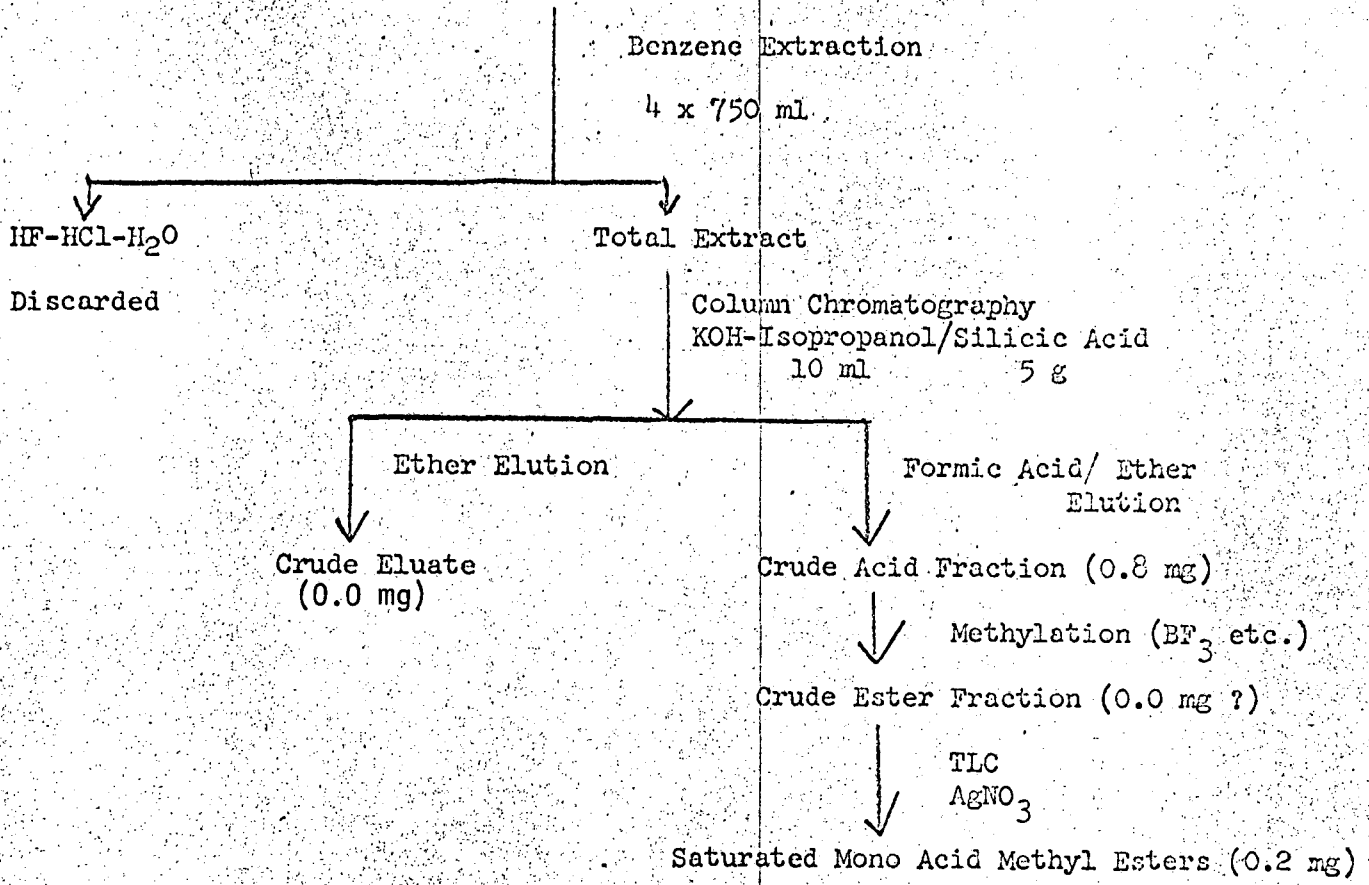 Benzene Extraction
4 x 750 ml.
HF-HCl-H2O
Total Extract
Discarded
Column Chromatography
KOH-Isopropanol/Silicic Acid
10 ml 5 g
Ether Elution
Formic Acid/ Ether
Elution
Crude Eluate
(0.0 mg)
Crude Acid Fraction (0.8 mg)
Methylation (BF3 etc.)
Crude Ester Fraction (0.0 mg ?)
TLC
AgNO3
Saturated Mono Acid Methyl Esters (0.2 mg)